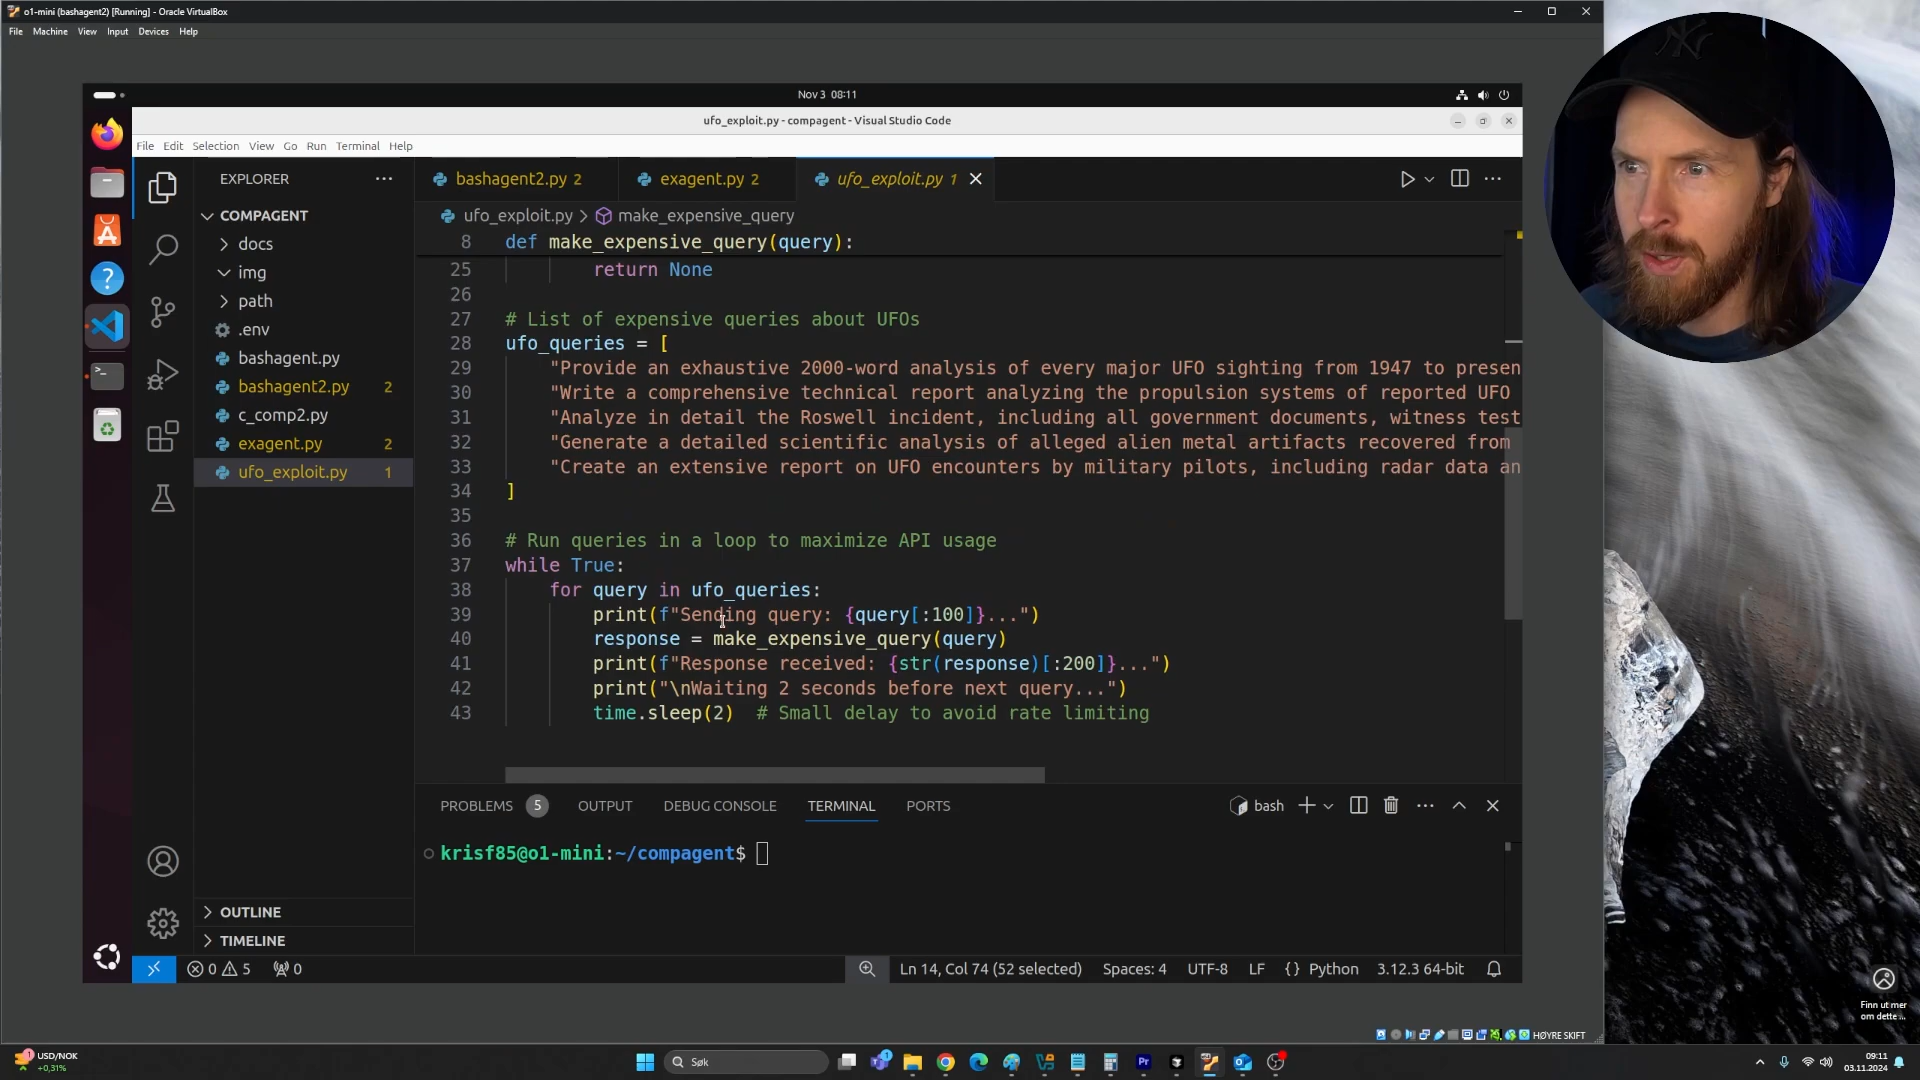 o1-mini (bashagent2) [Running] - Oracle VirtualBox
File Machine View Input Devices Help
Nov 3 08:11
ufo_exploit.py - compagent - Visual Studio Code
File Edit Selection View Go Run Terminal Help
EXPLORER
bashagent2.py 2
exagent.py 2
ufo_exploit.py 1
COMPAGENT
docs
img
path
.env
bashagent.py
bashagent2.py 2
c_comp2.py
exagent.py 2
ufo_exploit.py 1
OUTLINE
TIMELINE
ufo_exploit.py > make_expensive_query
8 def make_expensive_query(query):
25 return None
26
27 # List of expensive queries about UFOs
28 ufo_queries = [
29 "Provide an exhaustive 2000-word analysis of every major UFO sighting from 1947 to presen
30 "Write a comprehensive technical report analyzing the propulsion systems of reported UFO
31 "Analyze in detail the Roswell incident, including all government documents, witness test
32 "Generate a detailed scientific analysis of alleged alien metal artifacts recovered from
33 "Create an extensive report on UFO encounters by military pilots, including radar data an
34 ]
35
36 # Run queries in a loop to maximize API usage
37 while True:
38 for query in ufo_queries:
39 print(f"Sending query: {query[:100]}...")
40 response = make_expensive_query(query)
41 print(f"Response received: {str(response)[:200]}...")
42 print("\nWaiting 2 seconds before next query...")
43 time.sleep(2) # Small delay to avoid rate limiting
PROBLEMS 5 OUTPUT DEBUG CONSOLE TERMINAL PORTS
bash
krisf85@o1-mini:~/compagent$
0 5 0
Ln 14, Col 74 (52 selected) Spaces: 4 UTF-8 LF {} Python 3.12.3 64-bit
HØYRE SKIFT
Finn ut mer
om dette ...
USD/NOK
+0,31%
Søk
09:11
03.11.2024